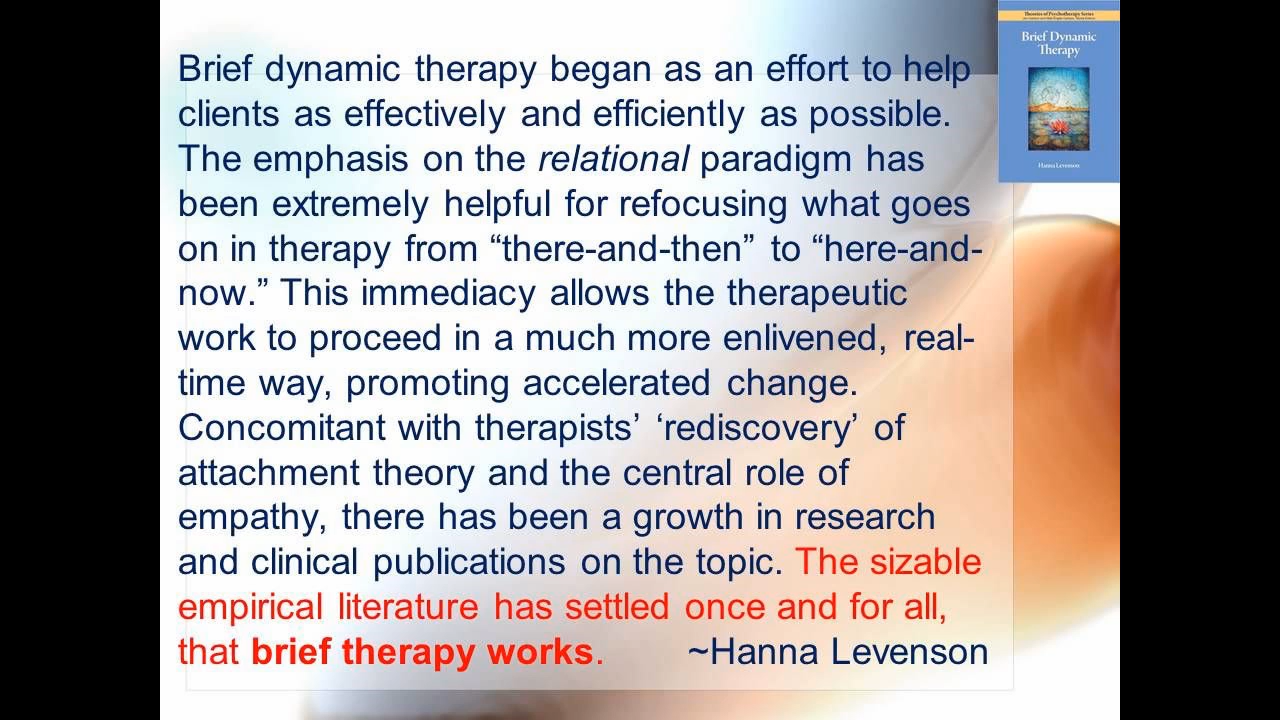 Theories of Psychotherapy Series
Brief Dynamic
Therapy
Hanna Levenson
Brief dynamic therapy began as an effort to help
clients as effectively and efficiently as possible.
The emphasis on the relational paradigm has
been extremely helpful for refocusing what goes
on in therapy from “there-and-then” to “here-and-
now.” This immediacy allows the therapeutic
work to proceed in a much more enlivened, real-
time way, promoting accelerated change.
Concomitant with therapists’ ‘rediscovery’ of
attachment theory and the central role of
empathy, there has been a growth in research
and clinical publications on the topic. The sizable
empirical literature has settled once and for all,
that brief therapy works. ~Hanna Levenson